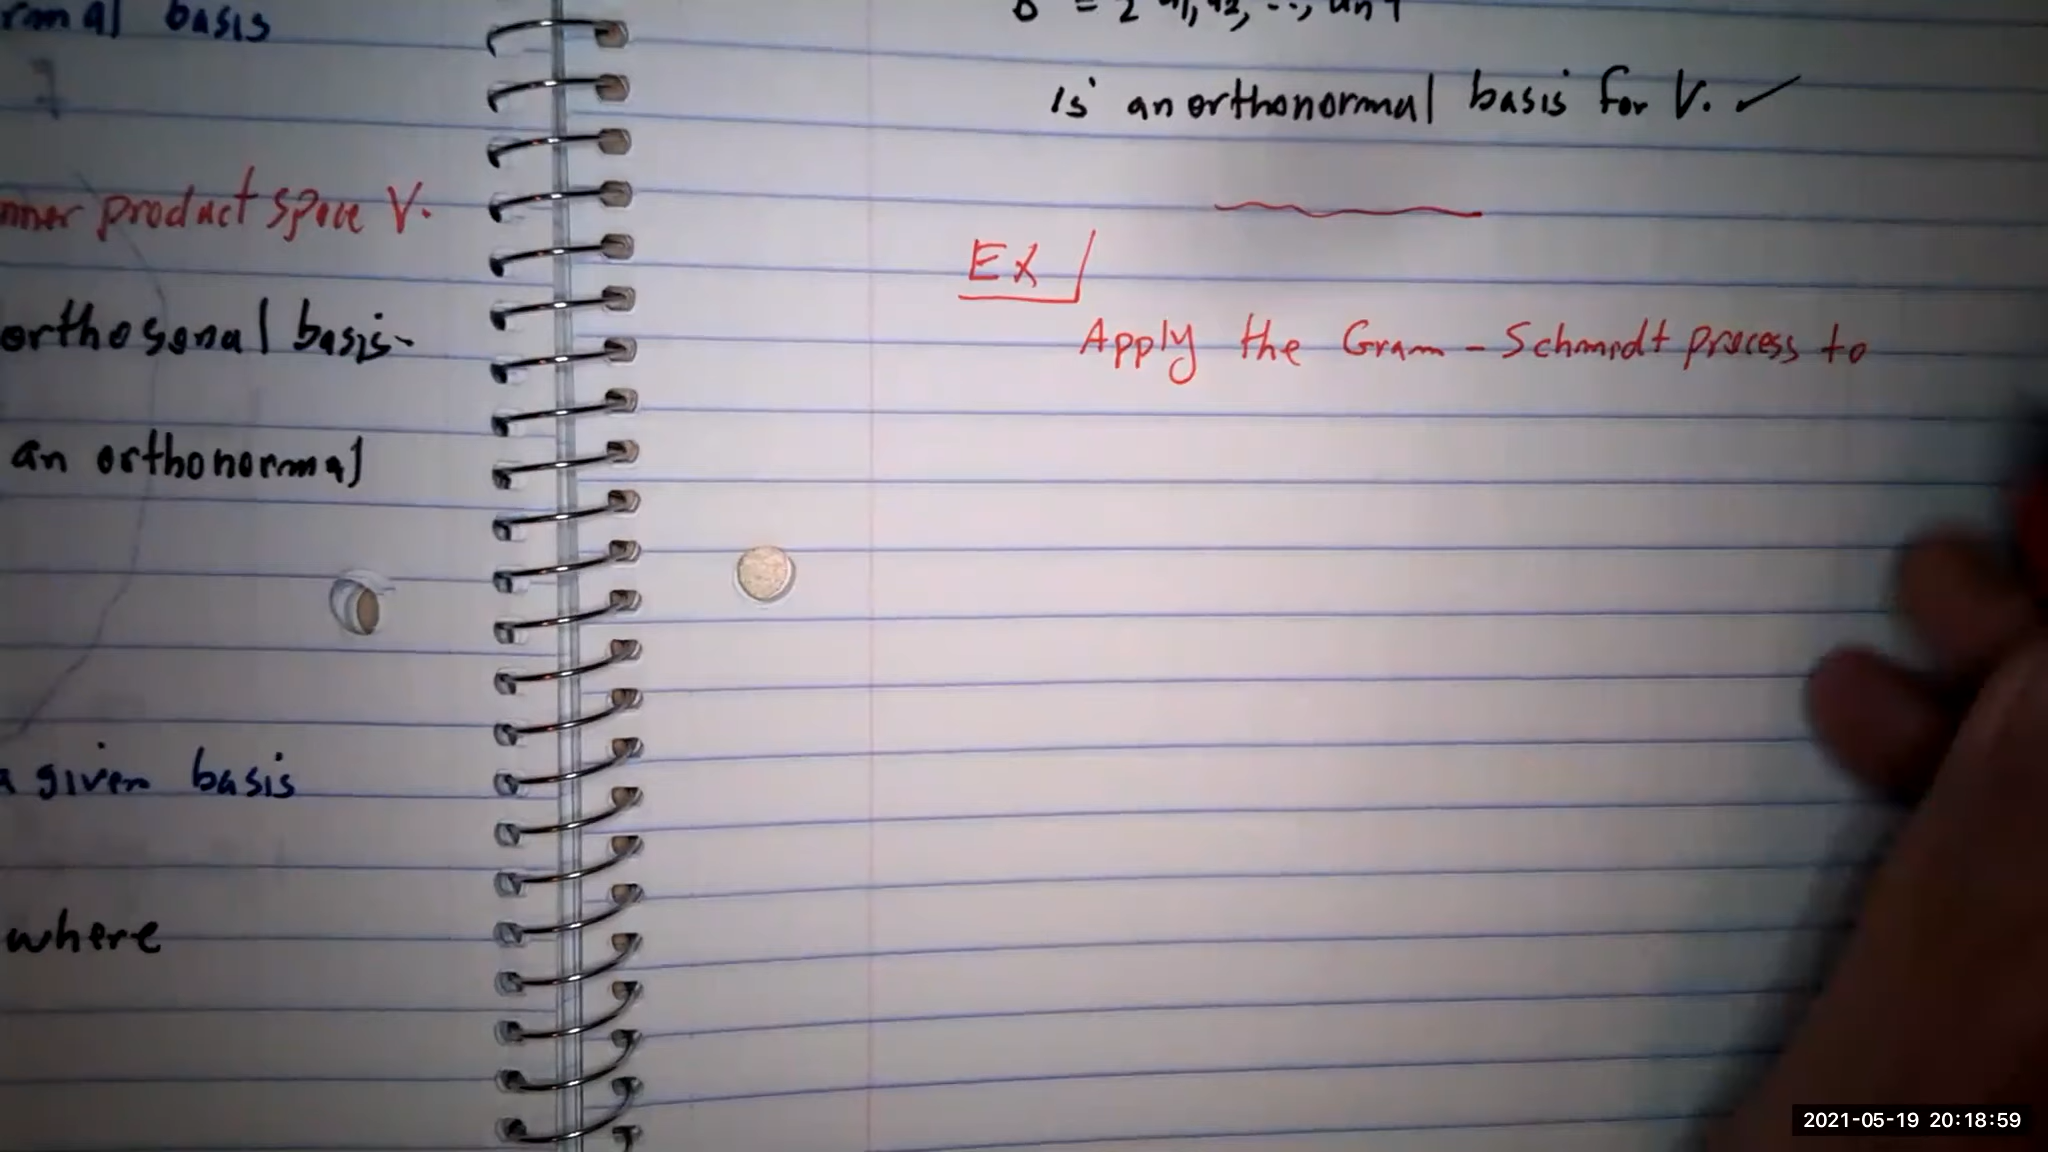 basis
product space V.
orthogonal basis-
an orthonormal
a given basis
where
is an orthonormal basis for V. ✓
Ex
Apply the Gram - Schmidt process to
2021-05-19 20:18:59